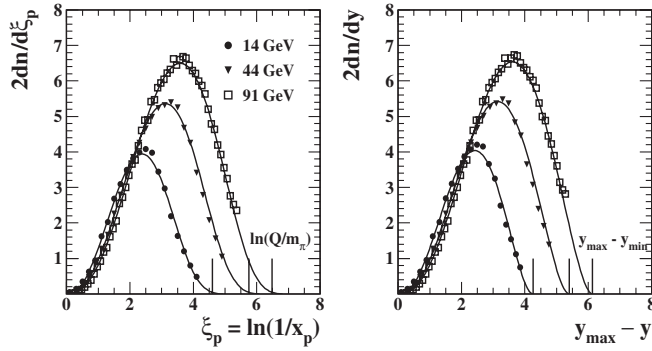 2dn/dξp
7
6
5
4
3
2
1
0
14 GeV
44 GeV
91 GeV
ln(Q/mπ)
0 2 4 6 8
ξp = ln(1/xp)
2dn/dy
7
6
5
4
3
2
1
0
ymax - ymin
0 2 4 6 8
ymax – y